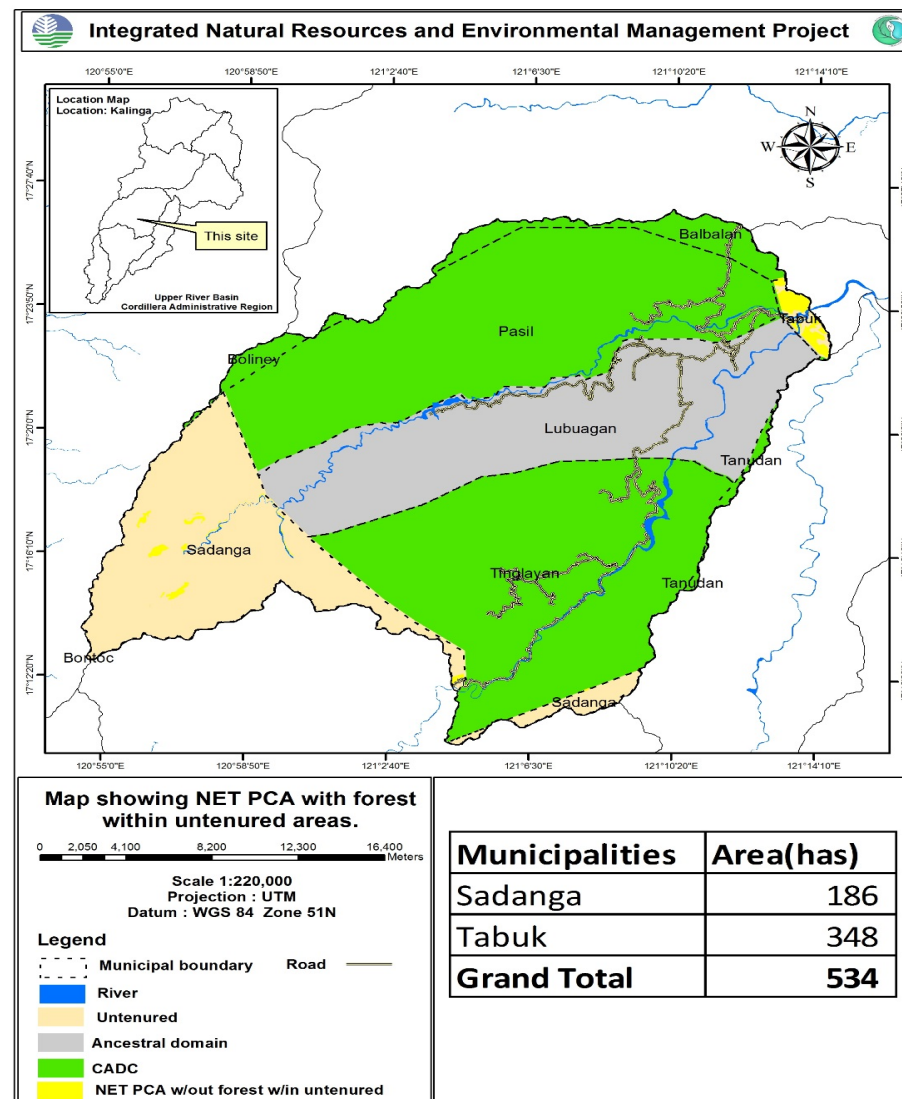 Integrated Natural Resources and Environmental Management Project
120°55'0"E 120°58'50"E 121°2'40"E 121°6'30"E 121°10'20"E 121°14'10"E
Location Map
Location: Kalinga
This site
Upper River Basin
Cordillera Administrative Region
N
W E
S
17°27'40"N
17°23'50"N
17°20'0"N
17°16'10"N
17°12'20"N
Balbalan
Tabuk
Pasil
Boliney
Lubuagan
Tanudan
Sadanga
Tinglayan
Tanudan
Bontoc
Sadanga
120°55'0"E 120°58'50"E 121°2'40"E 121°6'30"E 121°10'20"E 121°14'10"E
Map showing NET PCA with forest
within untenured areas.
0 2,050 4,100 8,200 12,300 16,400
Meters
Scale 1:220,000
Projection : UTM
Datum : WGS 84 Zone 51N
Legend
Municipal boundary Road
River
Untenured
Ancestral domain
CADC
NET PCA w/out forest w/in untenured
Municipalities Area(has)
Sadanga 186
Tabuk 348
Grand Total 534